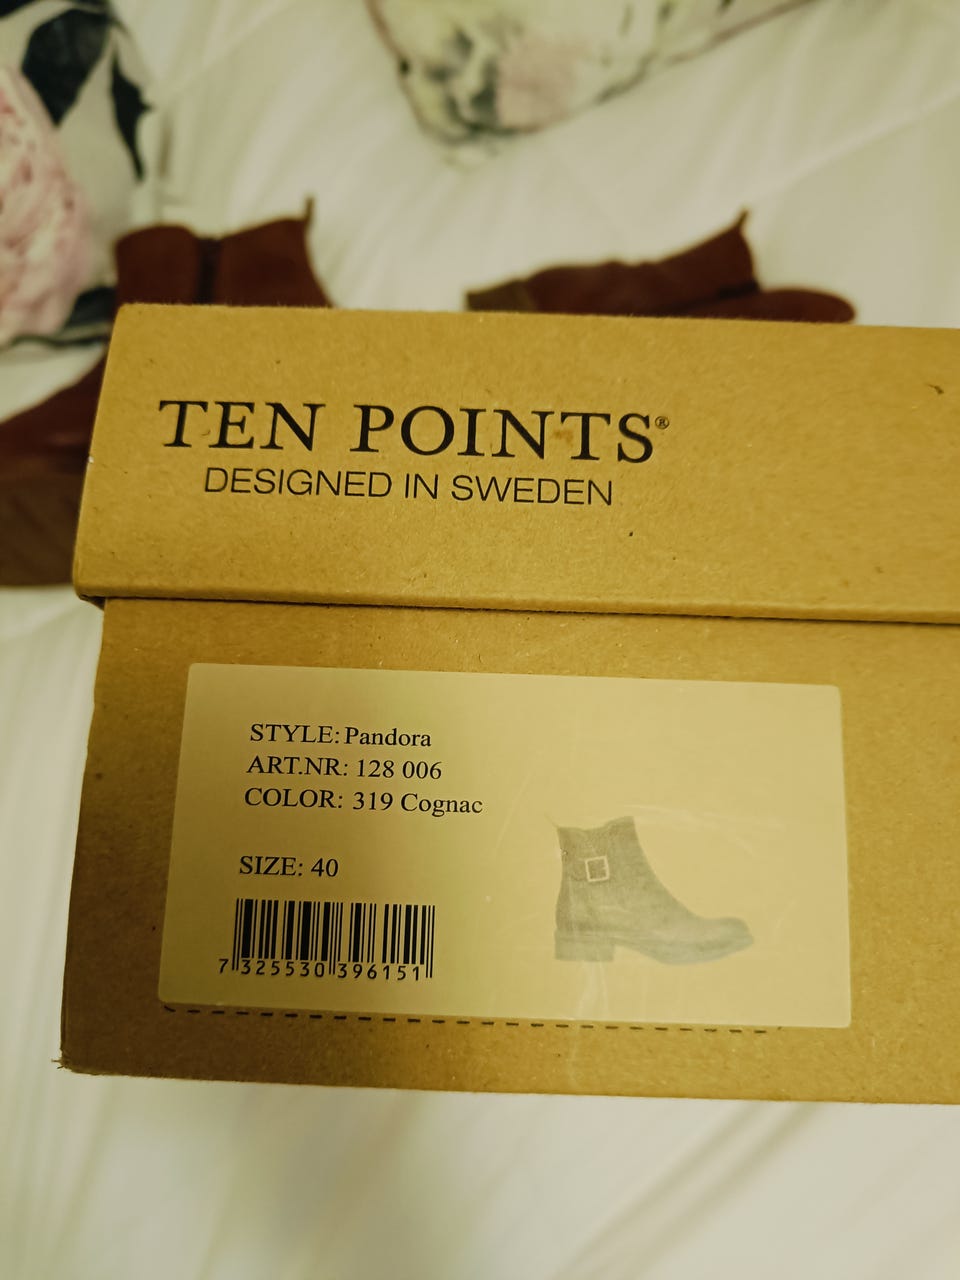 TEN POINTS®
DESIGNED IN SWEDEN
STYLE: Pandora
ART.NR: 128 006
COLOR: 319 Cognac
SIZE: 40
7 325530 396151